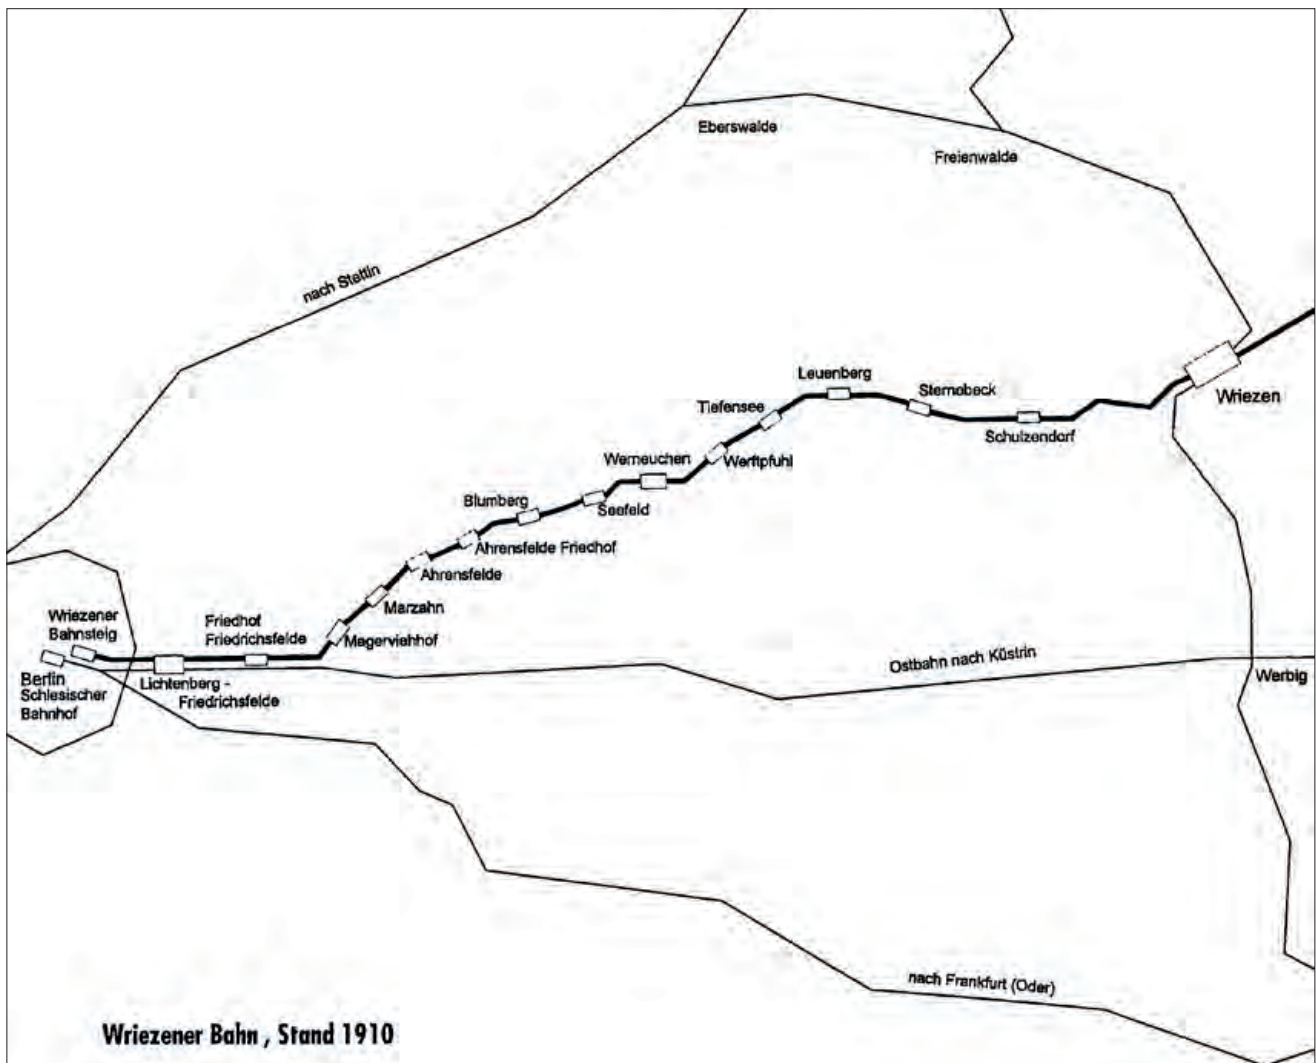 Eberswalde
Freienwalde
nach Stettin
Leuenberg
Sternebeck
Wriezen
Tiefensee
Schulzendorf
Werneuchen
Werftpfuhl
Blumberg
Seefeld
Ahrensfelde Friedhof
Ahrensfelde
Marzahn
Wriezener
Bahnsteig
Friedhof
Friedrichsfelde
Magerviehhof
Ostbahn nach Küstrin
Werbig
Berlin
Schlesischer
Bahnhof
Lichtenberg -
Friedrichsfelde
nach Frankfurt (Oder)
Wriezener Bahn , Stand 1910